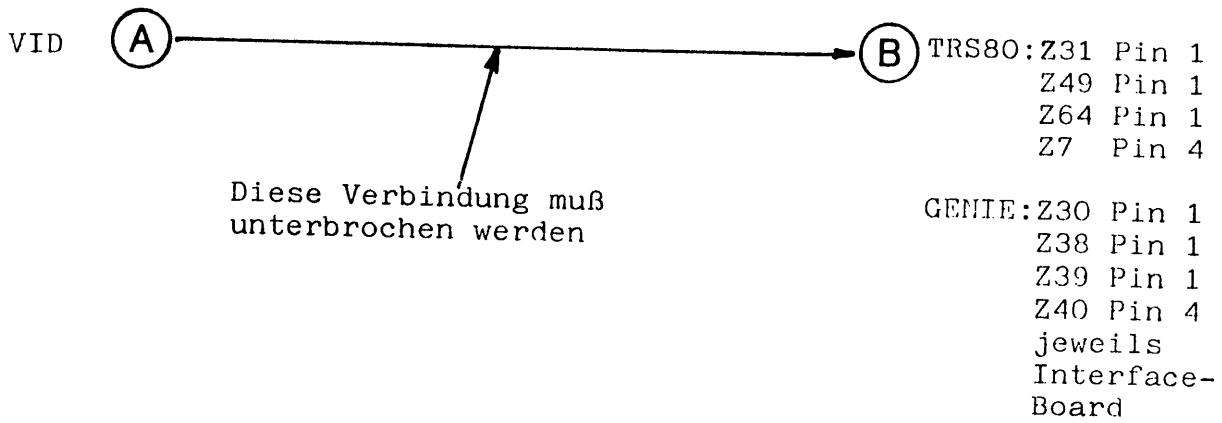 VID A B TRS80:Z31 Pin 1
Z49 Pin 1
Z64 Pin 1
Z7 Pin 4
Diese Verbindung muß
unterbrochen werden
GENIE:Z30 Pin 1
Z38 Pin 1
Z39 Pin 1
Z40 Pin 4
jeweils
Interface-
Board